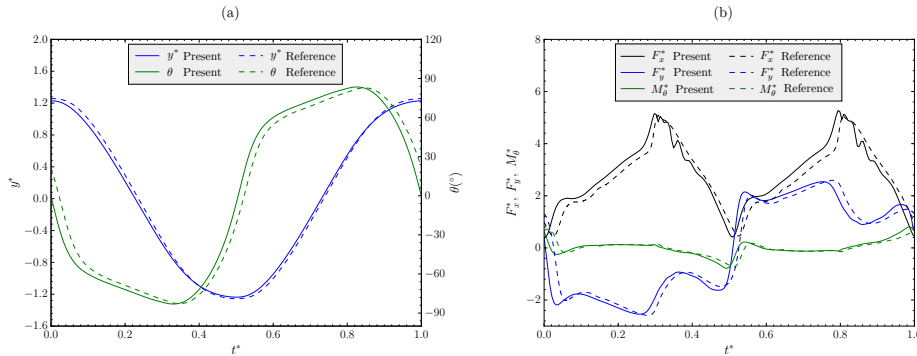 (a)
y* Present
y* Reference
θ Present
θ Reference
2.0
1.6
1.2
0.8
0.4
0.0
−0.4
−0.8
−1.2
−1.6
y*
120
90
60
30
0
−30
−60
−90
θ(°)
0.0 0.2 0.4 0.6 0.8 1.0
t*
(b)
F*x Present
F*x Reference
F*y Present
F*y Reference
M*θ Present
M*θ Reference
8
6
4
2
0
−2
F*x, F*y, M*θ
0.0 0.2 0.4 0.6 0.8 1.0
t*